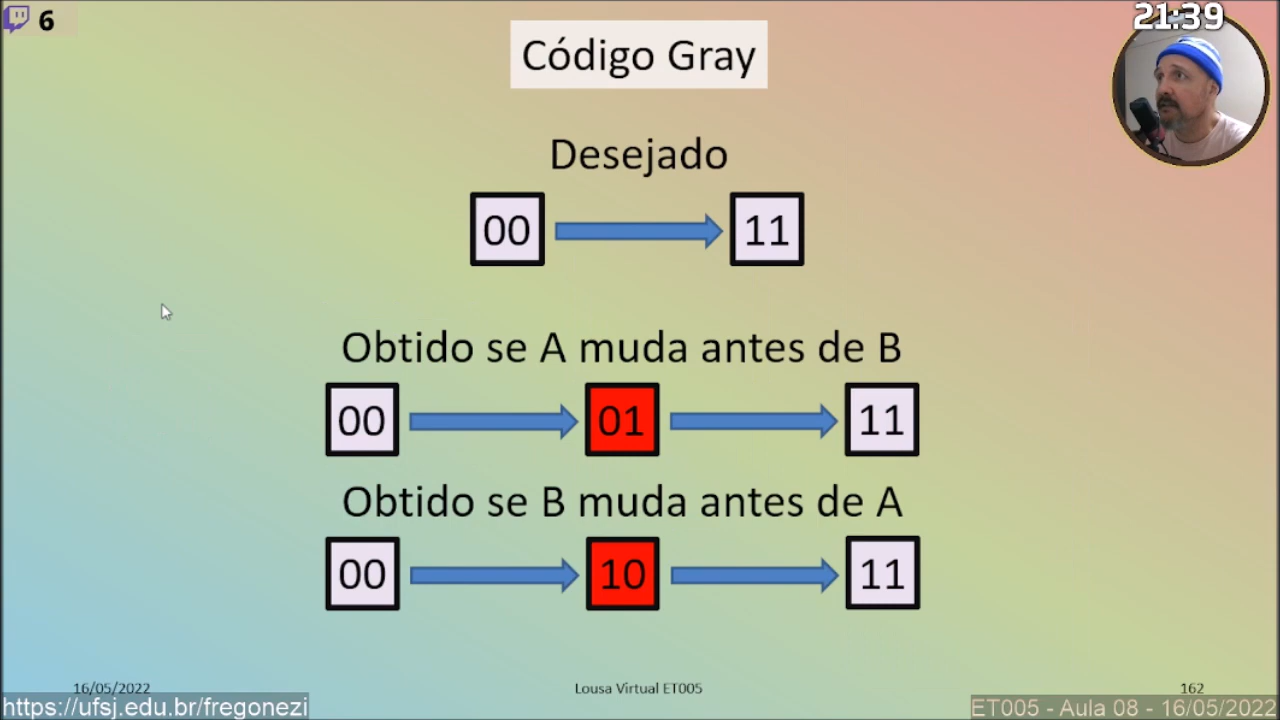 6
21:39
Código Gray
Desejado
00 11
Obtido se A muda antes de B
00 01 11
Obtido se B muda antes de A
00 10 11
16/05/2022 Lousa Virtual ET005 162
https://ufsj.edu.br/fregonezi ET005 - Aula 08 - 16/05/2022